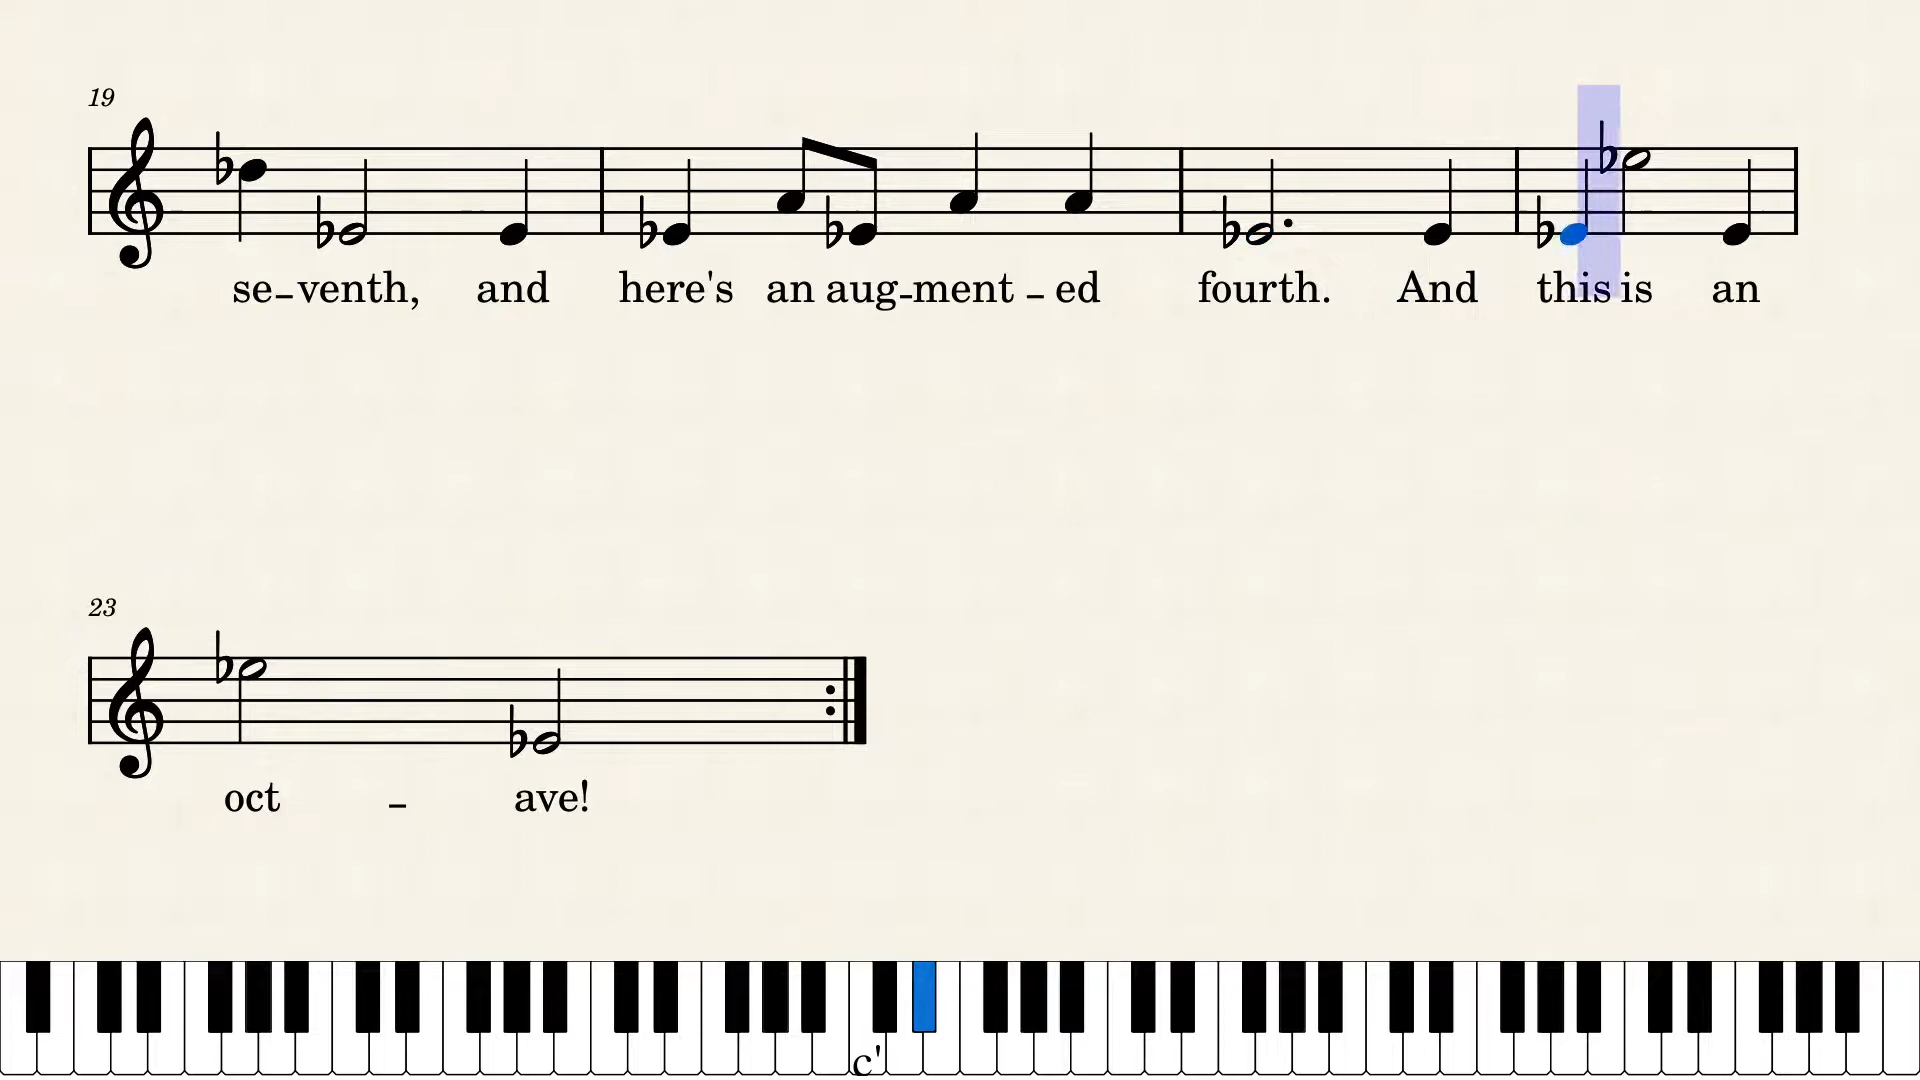 19
se-venth, and here's an aug-ment-ed fourth. And this is an
23
oct - ave!
c'